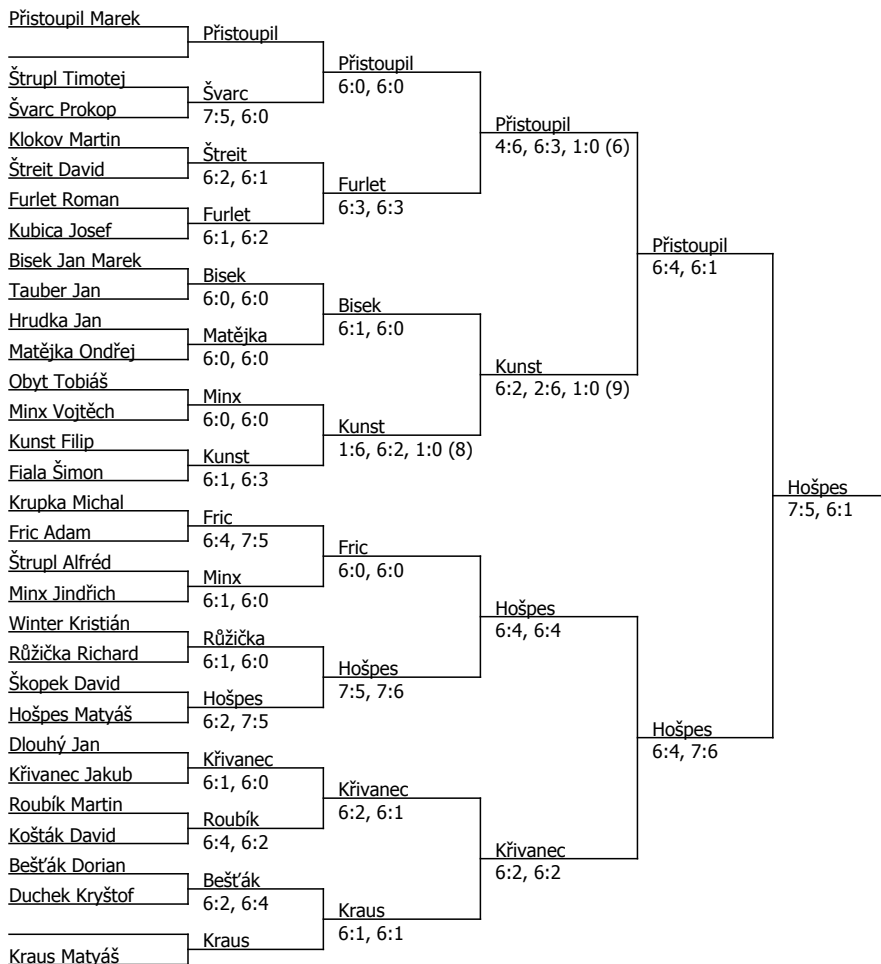 Přistoupil Marek
Štrupl Timotej
Švarc Prokop
Klokov Martin
Štreit David
Furlet Roman
Kubica Josef
Bisek Jan Marek
Tauber Jan
Hrudka Jan
Matějka Ondřej
Obyt Tobiáš
Minx Vojtěch
Kunst Filip
Fiala Šimon
Krupka Michal
Fric Adam
Štrupl Alfréd
Minx Jindřich
Winter Kristián
Růžička Richard
Škopek David
Hošpes Matyáš
Dlouhý Jan
Křivanec Jakub
Roubík Martin
Košták David
Bešťák Dorian
Duchek Kryštof
Kraus Matyáš
Přistoupil
Švarc
7:5, 6:0
Štreit
6:2, 6:1
Furlet
6:1, 6:2
Bisek
6:0, 6:0
Matějka
6:0, 6:0
Minx
6:0, 6:0
Kunst
6:1, 6:3
Fric
6:4, 7:5
Minx
6:1, 6:0
Růžička
6:1, 6:0
Hošpes
6:2, 7:5
Křivanec
6:1, 6:0
Roubík
6:4, 6:2
Bešťák
6:2, 6:4
Kraus
Přistoupil
6:0, 6:0
Furlet
6:3, 6:3
Bisek
6:1, 6:0
Kunst
1:6, 6:2, 1:0 (8)
Fric
6:0, 6:0
Hošpes
7:5, 7:6
Křivanec
6:2, 6:1
Kraus
6:1, 6:1
Přistoupil
4:6, 6:3, 1:0 (6)
Kunst
6:2, 2:6, 1:0 (9)
Hošpes
6:4, 6:4
Křivanec
6:2, 6:2
Přistoupil
6:4, 6:1
Hošpes
6:4, 7:6
Hošpes
7:5, 6:1